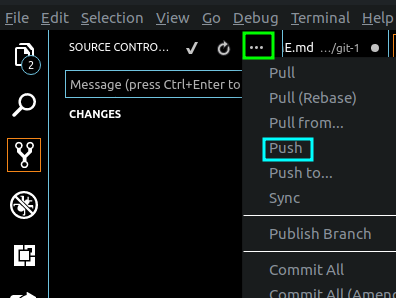 File Edit Selection View Go Debug Terminal Help
SOURCE CONTRO... ✓ ··· E.md .../git-1
2
Message (press Ctrl+Enter to
CHANGES
Pull
Pull (Rebase)
Pull from...
Push
Push to...
Sync
Publish Branch
Commit All
Commit All (Amen